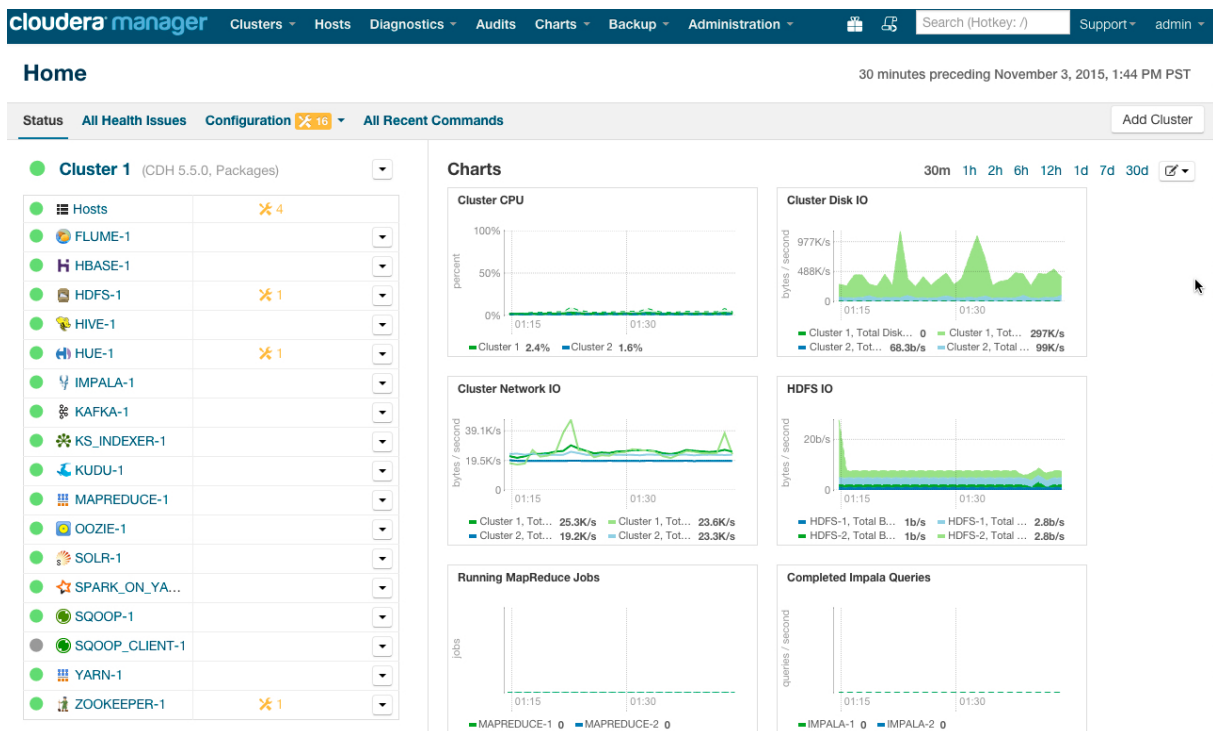 cloudera manager Clusters Hosts Diagnostics Audits Charts Backup Administration Search (Hotkey: /) Support admin
Home
30 minutes preceding November 3, 2015, 1:44 PM PST
Status All Health Issues Configuration 16 All Recent Commands Add Cluster
Cluster 1 (CDH 5.5.0, Packages)
Hosts 4
FLUME-1
HBASE-1
HDFS-1 1
HIVE-1
HUE-1 1
IMPALA-1
KAFKA-1
KS_INDEXER-1
KUDU-1
MAPREDUCE-1
OOZIE-1
SOLR-1
SPARK_ON_YA...
SQOOP-1
SQOOP_CLIENT-1
YARN-1
ZOOKEEPER-1 1
Charts
30m 1h 2h 6h 12h 1d 7d 30d
Cluster CPU
percent
100%
50%
0%
01:15 01:30
Cluster 1 2.4% Cluster 2 1.6%
Cluster Disk IO
bytes / second
977K/s
488K/s
0
01:15 01:30
Cluster 1, Total Disk... 0 Cluster 1, Tot... 297K/s
Cluster 2, Tot... 68.3b/s Cluster 2, Total ... 99K/s
Cluster Network IO
bytes / second
39.1K/s
19.5K/s
0
01:15 01:30
Cluster 1, Tot... 25.3K/s Cluster 1, Tot... 23.6K/s
Cluster 2, Tot... 19.2K/s Cluster 2, Tot... 23.3K/s
HDFS IO
bytes / second
20b/s
0
01:15 01:30
HDFS-1, Total B... 1b/s HDFS-1, Total ... 2.8b/s
HDFS-2, Total B... 1b/s HDFS-2, Total ... 2.8b/s
Running MapReduce Jobs
jobs
01:15 01:30
MAPREDUCE-1 0 MAPREDUCE-2 0
Completed Impala Queries
queries / second
01:15 01:30
IMPALA-1 0 IMPALA-2 0